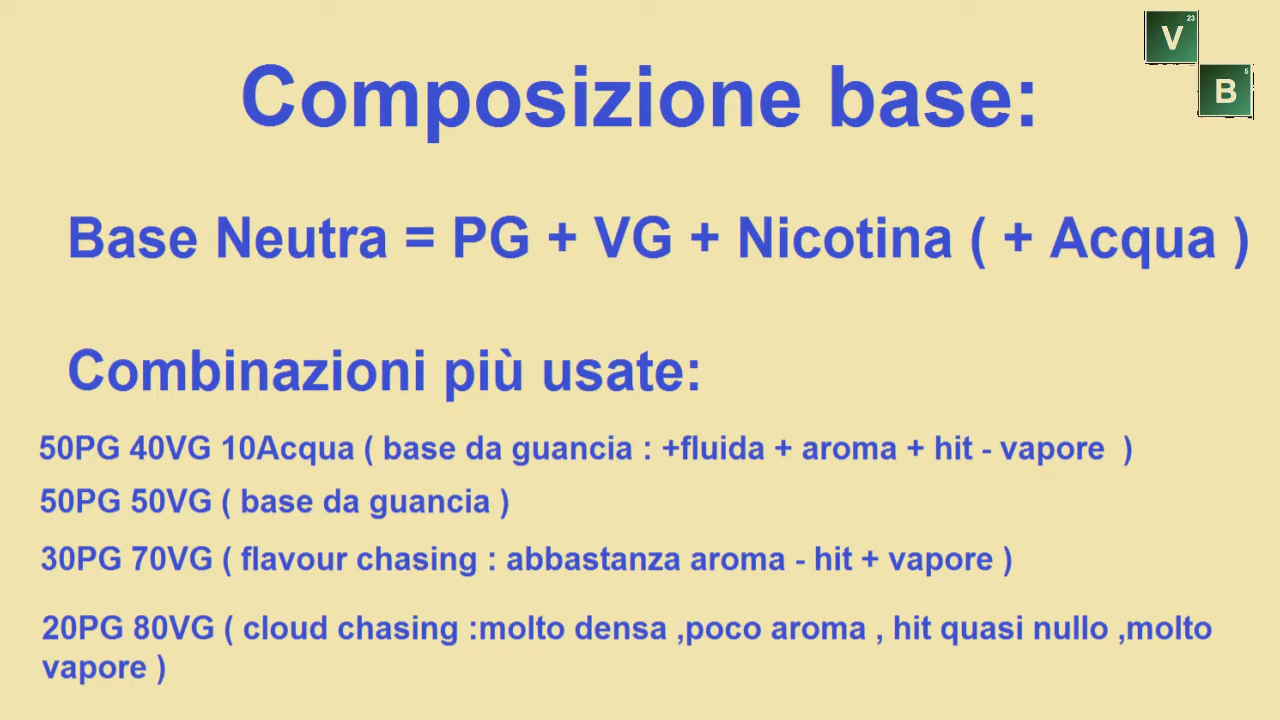 V 23
B 5
Composizione base:
Base Neutra = PG + VG + Nicotina ( + Acqua )
Combinazioni più usate:
50PG 40VG 10Acqua ( base da guancia : +fluida + aroma + hit - vapore )
50PG 50VG ( base da guancia )
30PG 70VG ( flavour chasing : abbastanza aroma - hit + vapore )
20PG 80VG ( cloud chasing :molto densa ,poco aroma , hit quasi nullo ,molto
vapore )